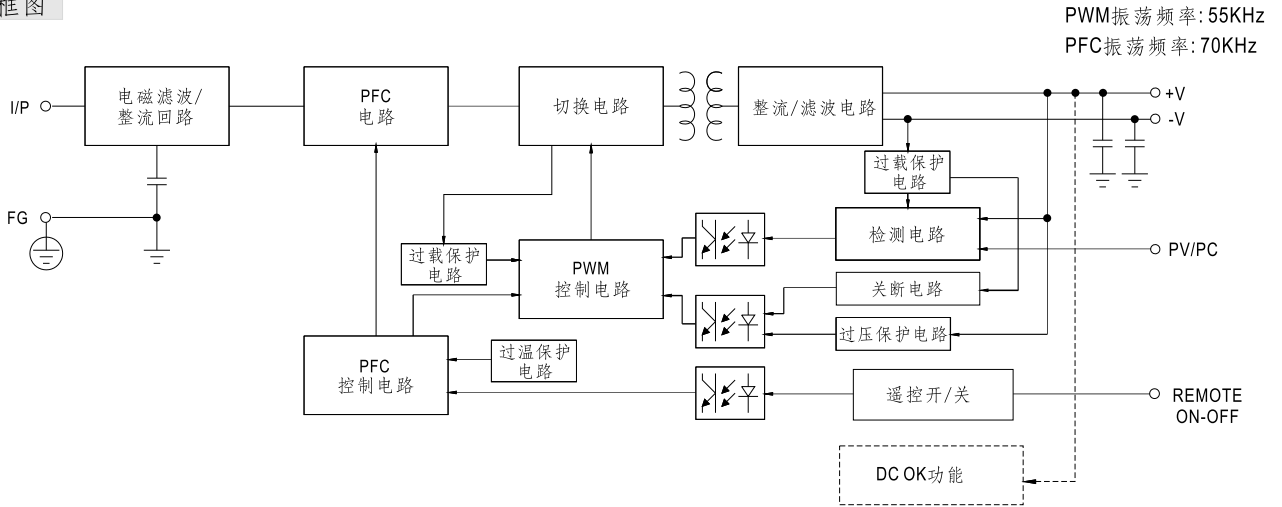 框图
PWM振荡频率: 55KHz
PFC振荡频率: 70KHz
I/P
电磁滤波/
整流回路
PFC
电路
切换电路
整流/滤波电路
+V
-V
过载保护
电路
FG
检测电路
过载保护
电路
PWM
控制电路
PV/PC
关断电路
过压保护电路
过温保护
电路
PFC
控制电路
遥控开/关
REMOTE
ON-OFF
DC OK功能